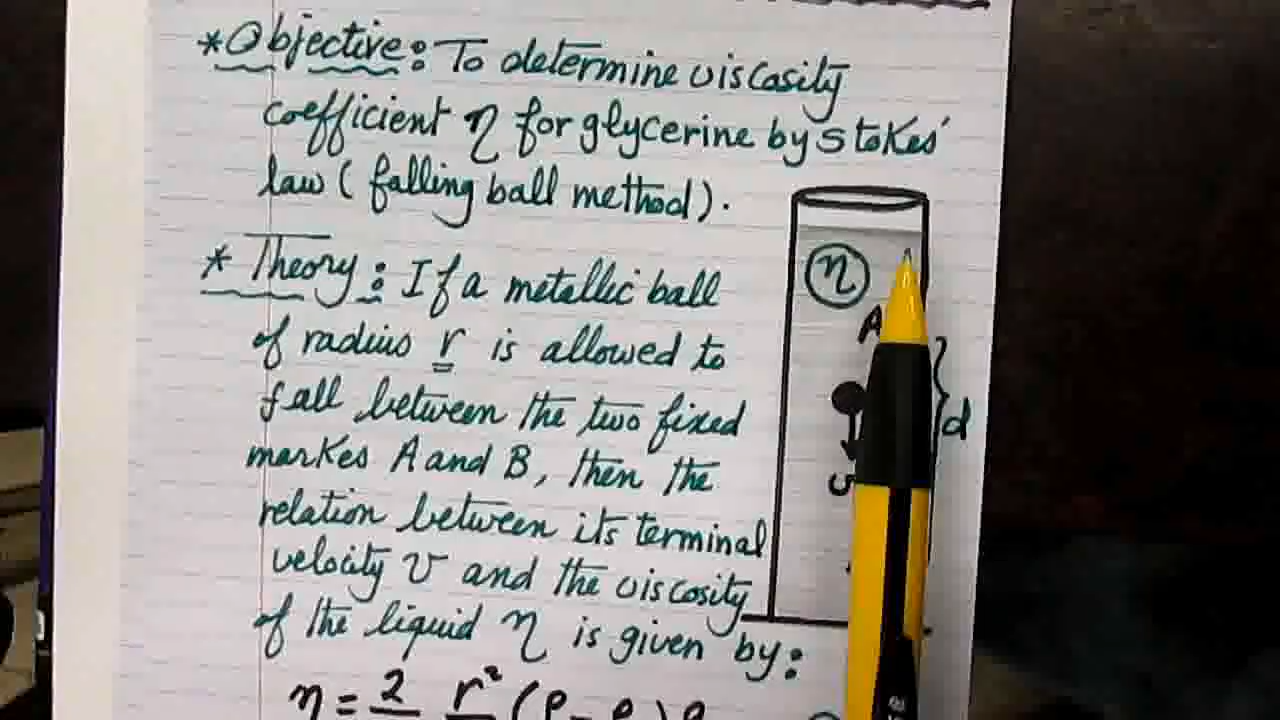 *Objective: To determine viscosity
coefficient η for glycerine by Stokes'
law (falling ball method).
* Theory: If a metallic ball
of radius r is allowed to
fall between the two fixed
markes A and B, then the
relation between its terminal
velocity v and the viscosity
of the liquid η is given by:
η = 2 r² (ρ - ρ ) g
η
A
d
υ